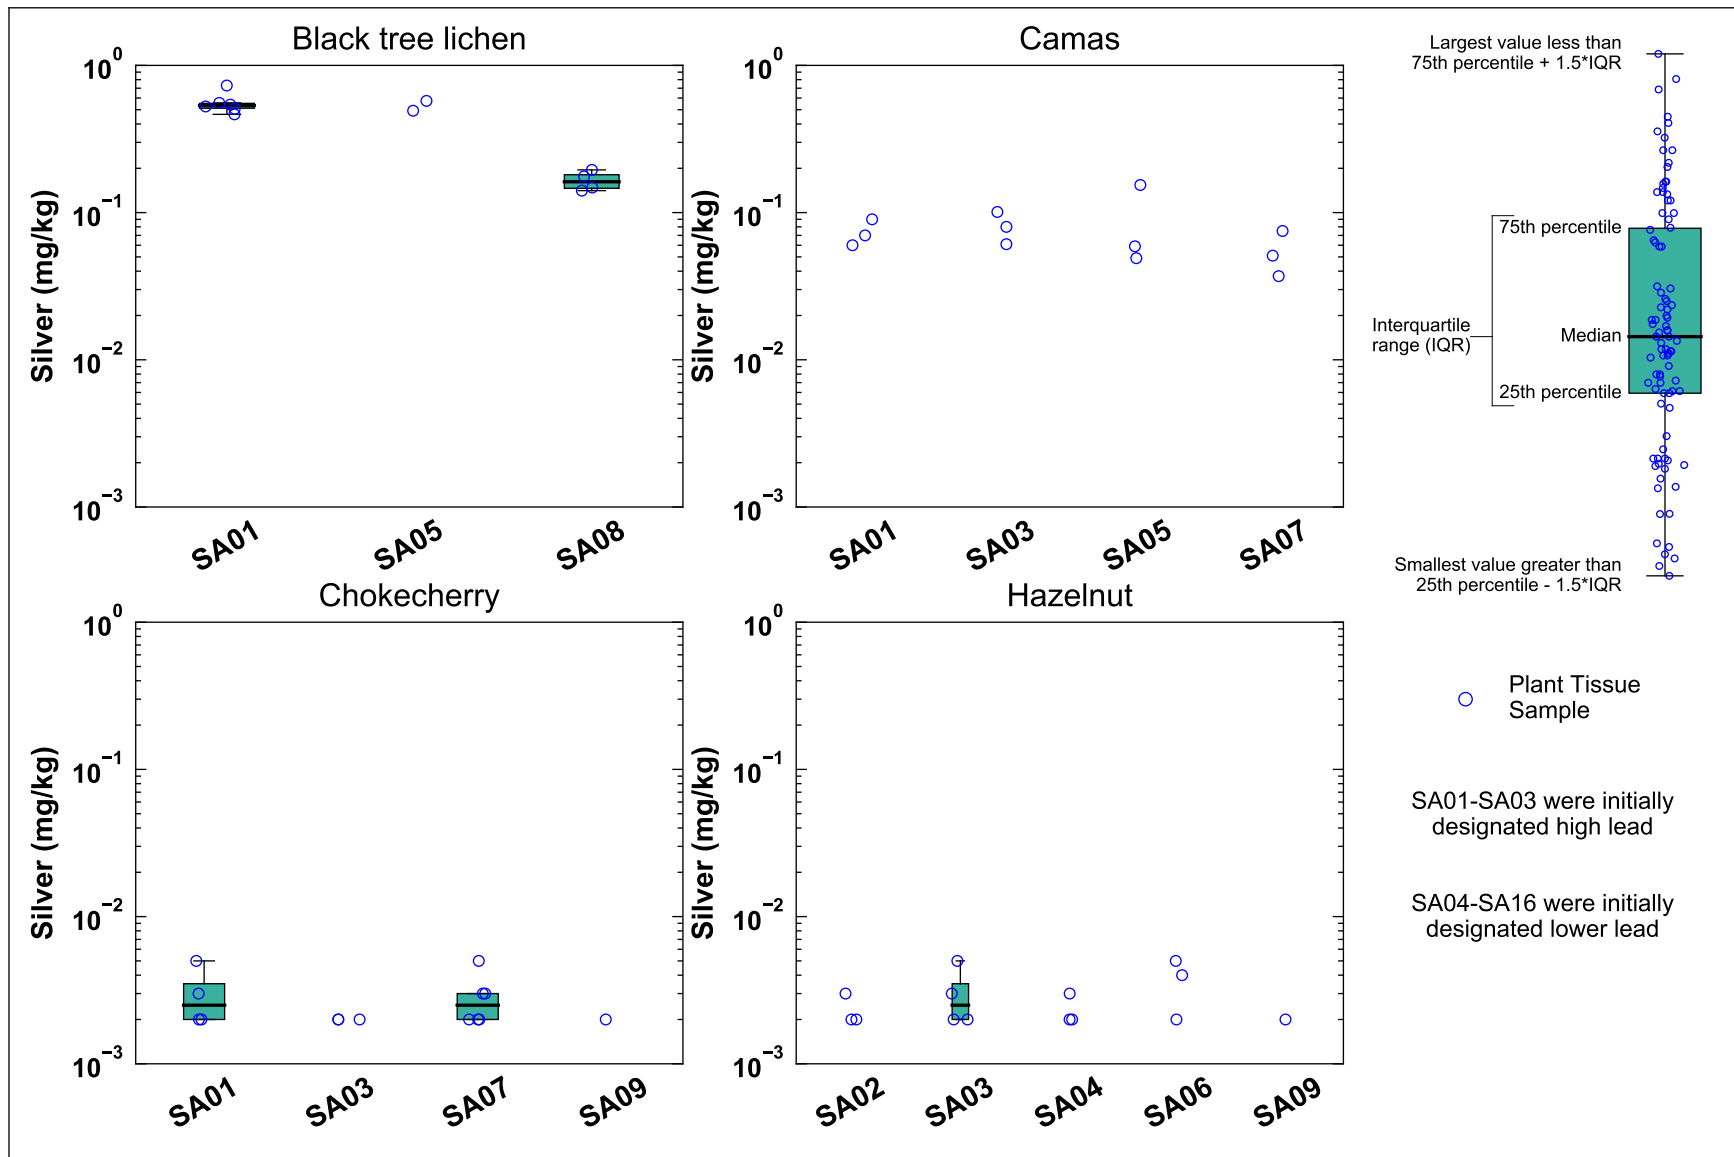 Black tree lichen
10^0
10^−1
10^−2
10^−3
Silver (mg/kg)
SA01
SA05
SA08
Camas
10^0
10^−1
10^−2
10^−3
Silver (mg/kg)
SA01
SA03
SA05
SA07
Largest value less than
75th percentile + 1.5*IQR
75th percentile
Interquartile
range (IQR)
Median
25th percentile
Smallest value greater than
25th percentile - 1.5*IQR
Chokecherry
10^0
10^−1
10^−2
10^−3
Silver (mg/kg)
SA01
SA03
SA07
SA09
Hazelnut
10^0
10^−1
10^−2
10^−3
Silver (mg/kg)
SA02
SA03
SA04
SA06
SA09
Plant Tissue
Sample
SA01-SA03 were initially
designated high lead
SA04-SA16 were initially
designated lower lead